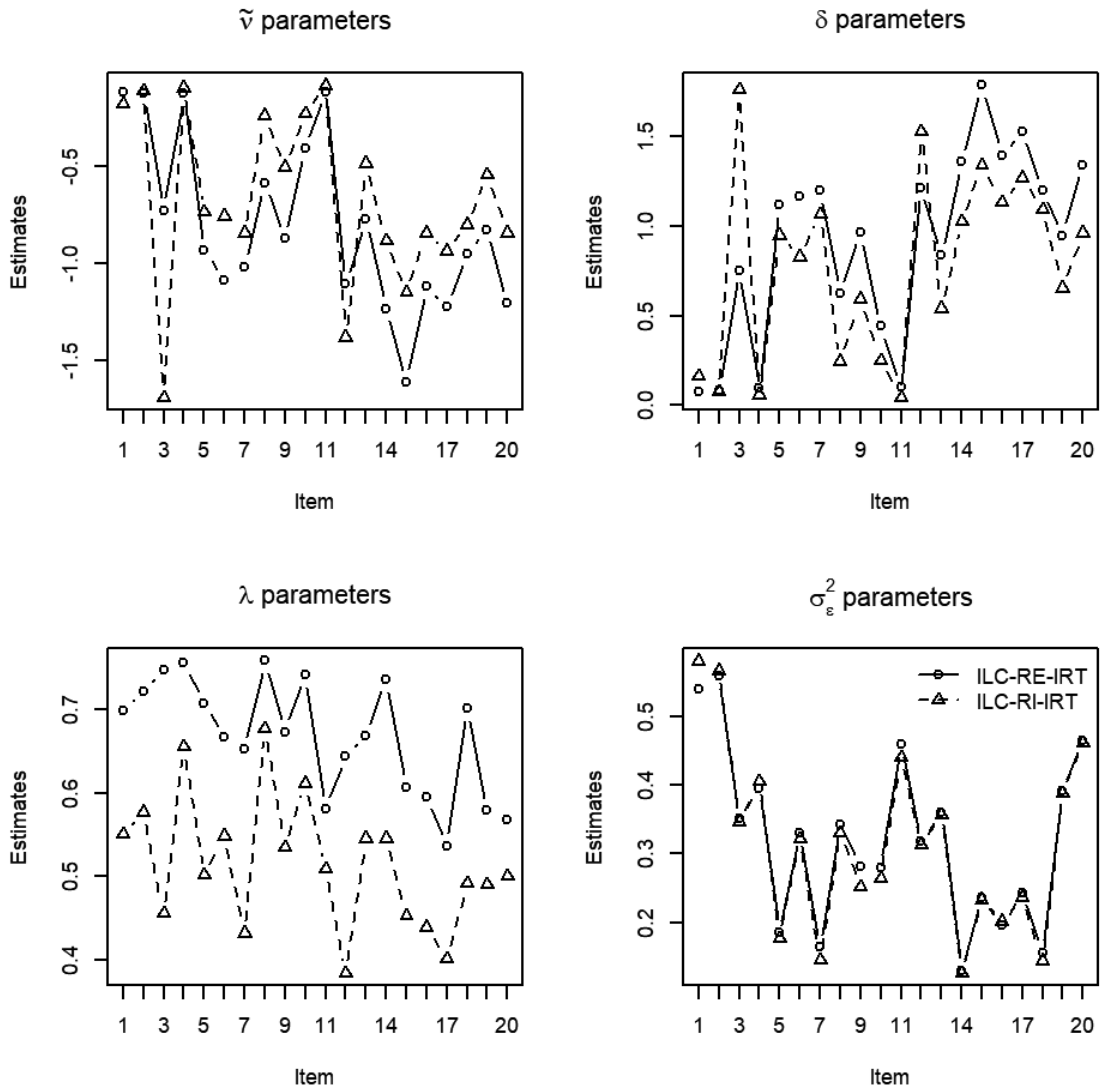 ν̃ parameters
Estimates
-0.5
-1.0
-1.5
1 3 5 7 9 11 14 17 20
Item
δ parameters
Estimates
1.5
1.0
0.5
0.0
1 3 5 7 9 11 14 17 20
Item
λ parameters
Estimates
0.7
0.6
0.5
0.4
1 3 5 7 9 11 14 17 20
Item
σ²ε parameters
ILC-RE-IRT
ILC-RI-IRT
Estimates
0.5
0.4
0.3
0.2
1 3 5 7 9 11 14 17 20
Item